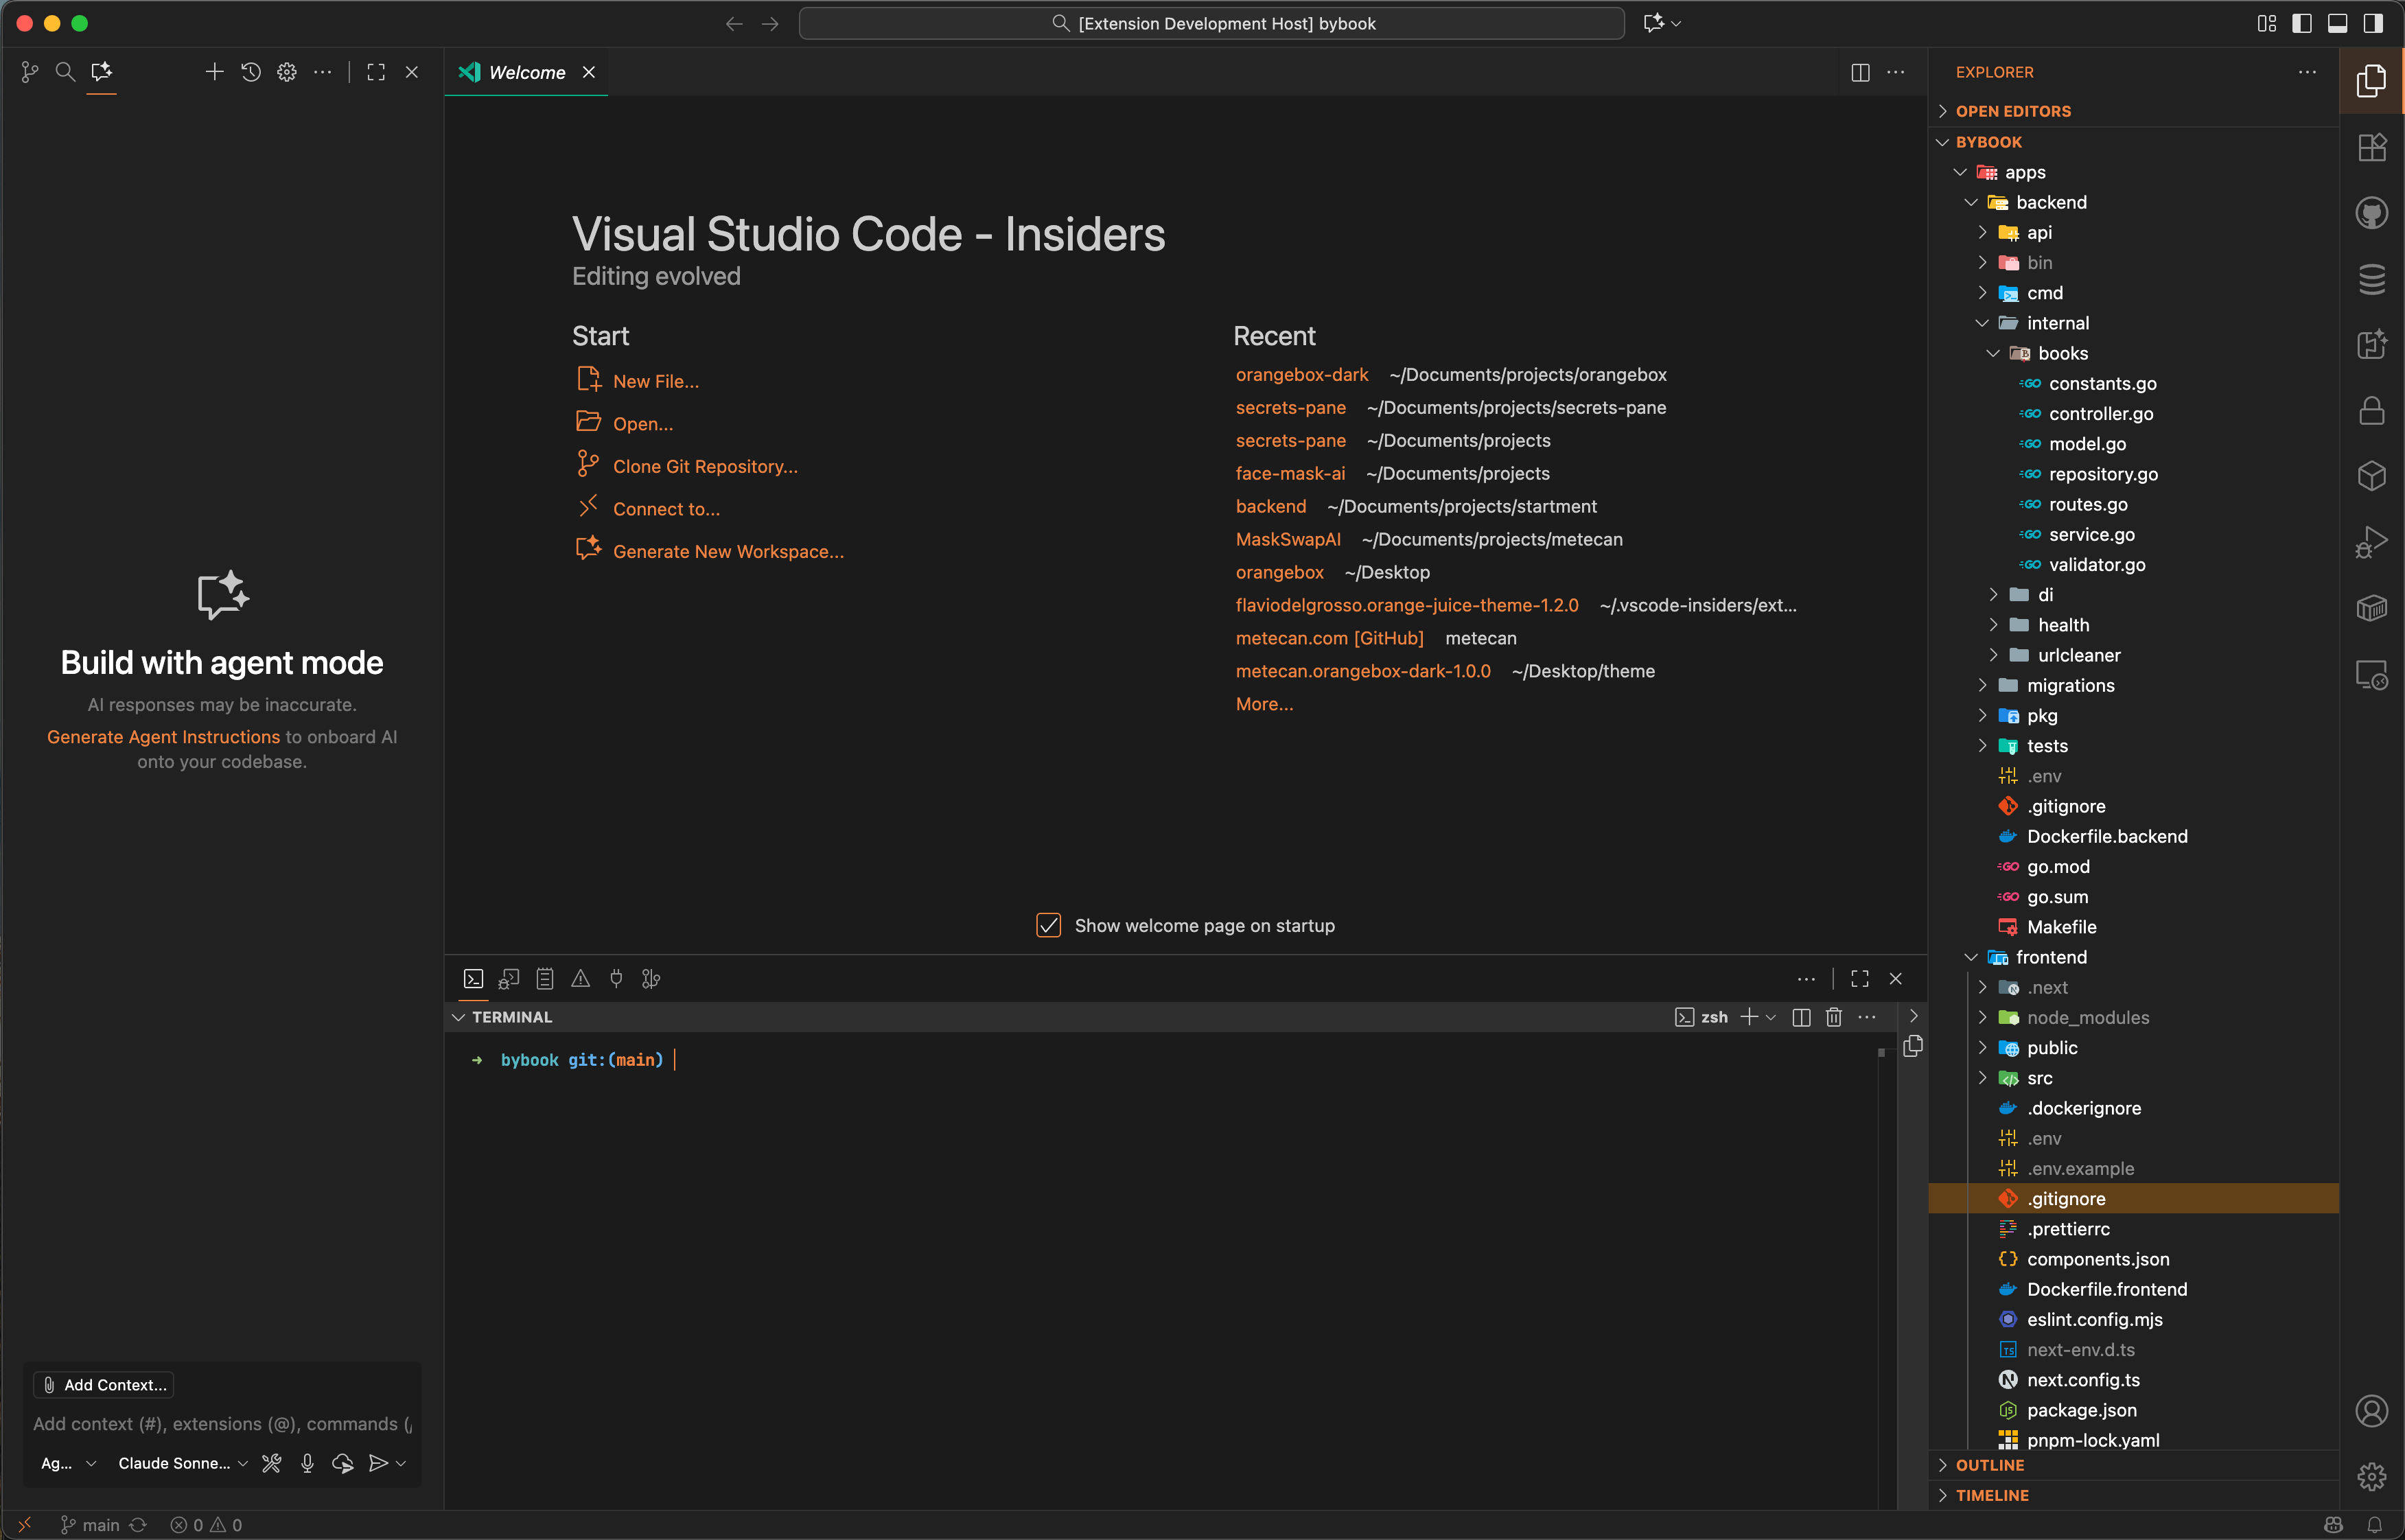 [Extension Development Host] bybook
Welcome
Visual Studio Code - Insiders
Editing evolved
Start
New File...
Open...
Clone Git Repository...
Connect to...
Generate New Workspace...
Recent
orangebox-dark ~/Documents/projects/orangebox
secrets-pane ~/Documents/projects/secrets-pane
secrets-pane ~/Documents/projects
face-mask-ai ~/Documents/projects
backend ~/Documents/projects/startment
MaskSwapAI ~/Documents/projects/metecan
orangebox ~/Desktop
flaviodelgrosso.orange-juice-theme-1.2.0 ~/.vscode-insiders/ext...
metecan.com [GitHub] metecan
metecan.orangebox-dark-1.0.0 ~/Desktop/theme
More...
Show welcome page on startup
Build with agent mode
AI responses may be inaccurate.
Generate Agent Instructions to onboard AI
onto your codebase.
Add Context...
Add context (#), extensions (@), commands (/
Ag... Claude Sonne...
TERMINAL
zsh
➜ bybook git:(main)
EXPLORER
OPEN EDITORS
BYBOOK
apps
backend
api
bin
cmd
internal
books
constants.go
controller.go
model.go
repository.go
routes.go
service.go
validator.go
di
health
urlcleaner
migrations
pkg
tests
.env
.gitignore
Dockerfile.backend
go.mod
go.sum
Makefile
frontend
.next
node_modules
public
src
.dockerignore
.env
.env.example
.gitignore
.prettierrc
components.json
Dockerfile.frontend
eslint.config.mjs
next-env.d.ts
next.config.ts
package.json
pnpm-lock.yaml
OUTLINE
TIMELINE
main 0 0